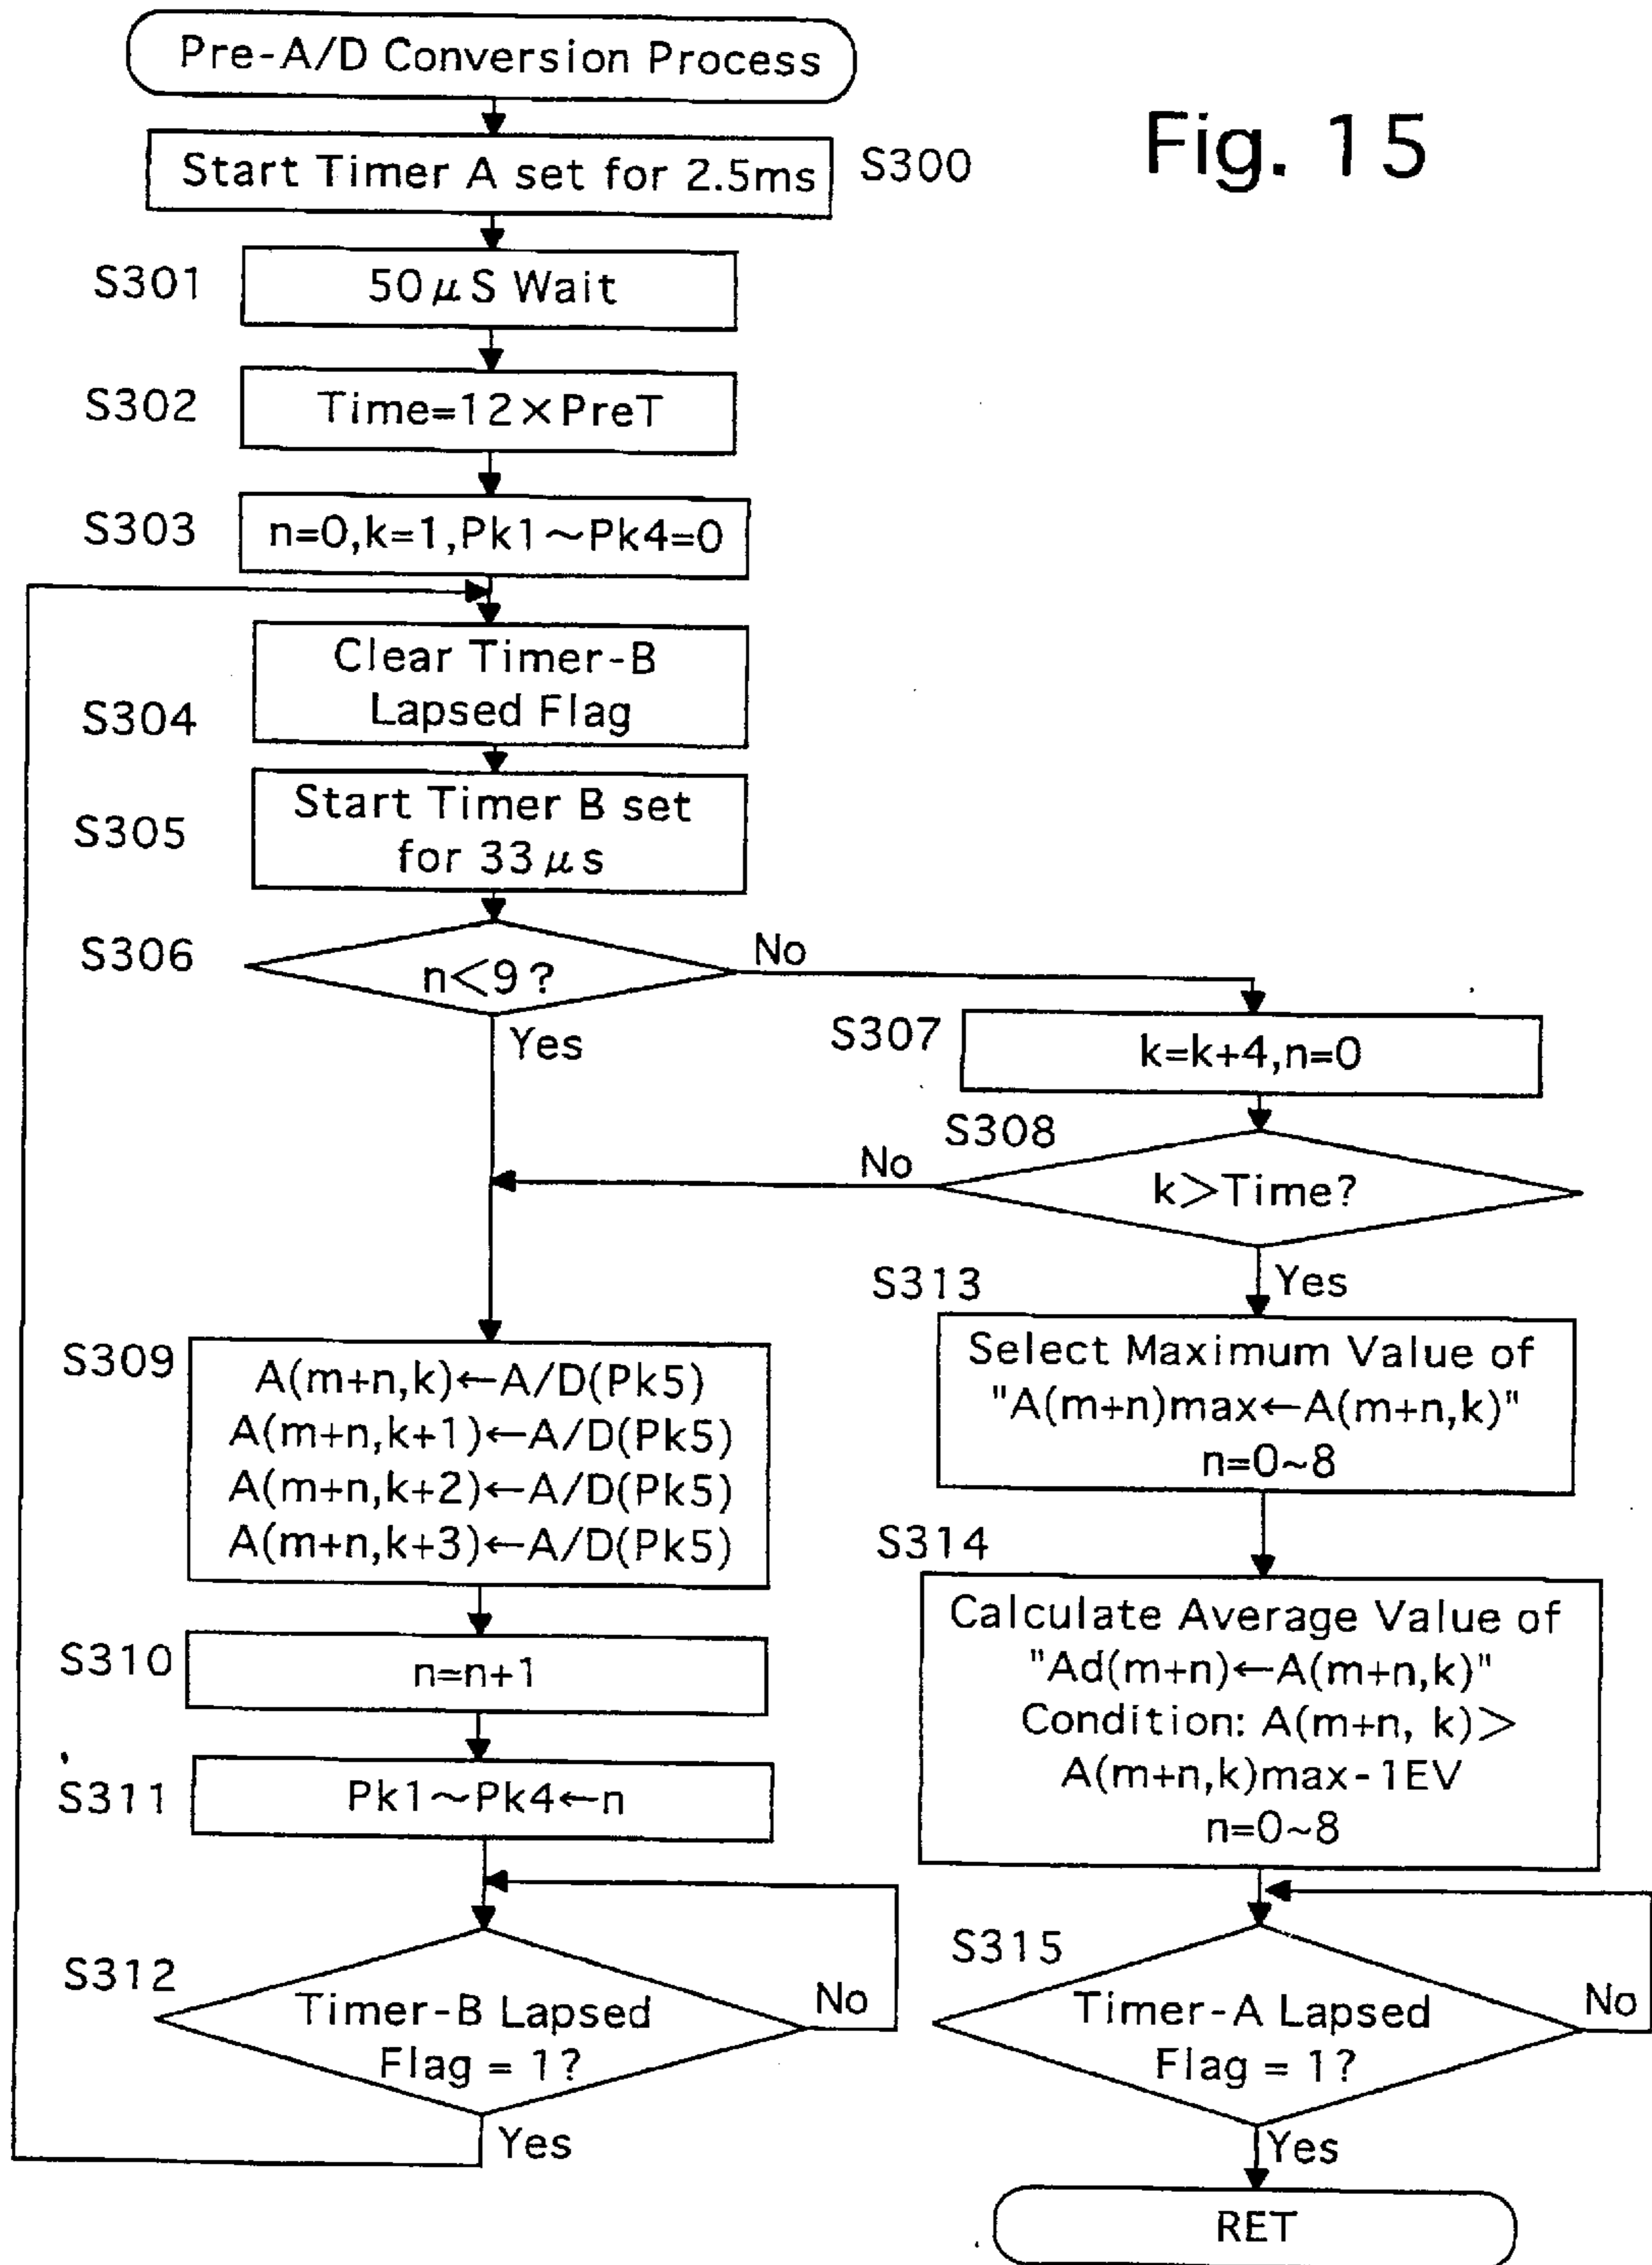 Pre-A/D Conversion Process
Fig. 15
Start Timer A set for 2.5ms
S300
S301
50μS Wait
S302
Time=12×PreT
S303
n=0,k=1,Pk1~Pk4=0
S304
Clear Timer-B
Lapsed Flag
S305
Start Timer B set
for 33μs
S306
n<9?
No
Yes
S307
k=k+4,n=0
S308
k>Time?
No
Yes
S309
A(m+n,k)←A/D(Pk5)
A(m+n,k+1)←A/D(Pk5)
A(m+n,k+2)←A/D(Pk5)
A(m+n,k+3)←A/D(Pk5)
S310
n=n+1
S311
Pk1~Pk4←n
S312
Timer-B Lapsed
Flag = 1?
No
Yes
S313
Select Maximum Value of
"A(m+n)max←A(m+n,k)"
n=0~8
S314
Calculate Average Value of
"Ad(m+n)←A(m+n,k)"
Condition: A(m+n, k)>
A(m+n,k)max-1EV
n=0~8
S315
Timer-A Lapsed
Flag = 1?
No
Yes
RET